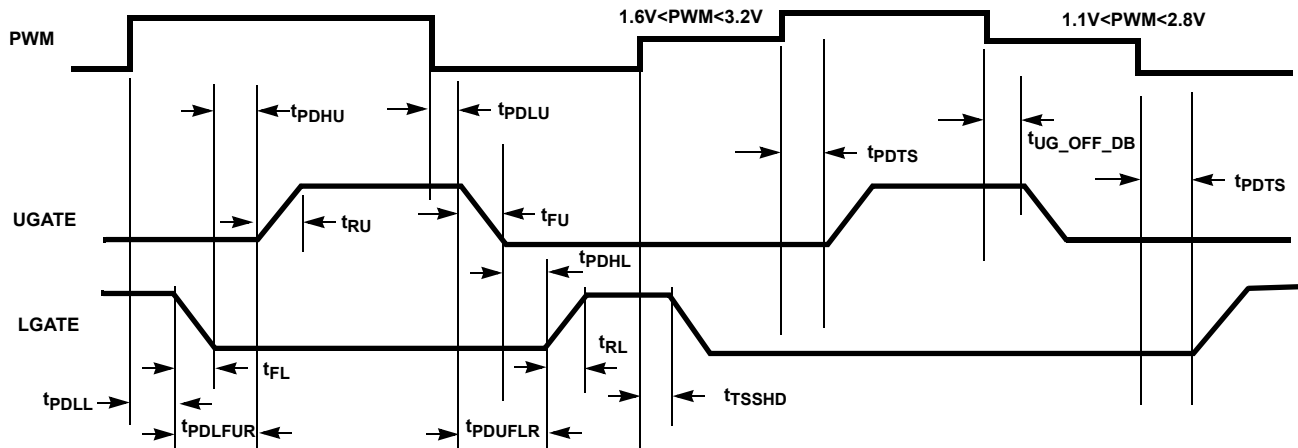 1.6V<PWM<3.2V
1.1V<PWM<2.8V
PWM
tPDHU
tPDLU
tUG_OFF_DB
tPDTS
tPDTS
UGATE
tRU
tFU
tPDHL
LGATE
tRL
tFL
tPDLL
tTSSHD
tPDLFUR
tPDUFLR